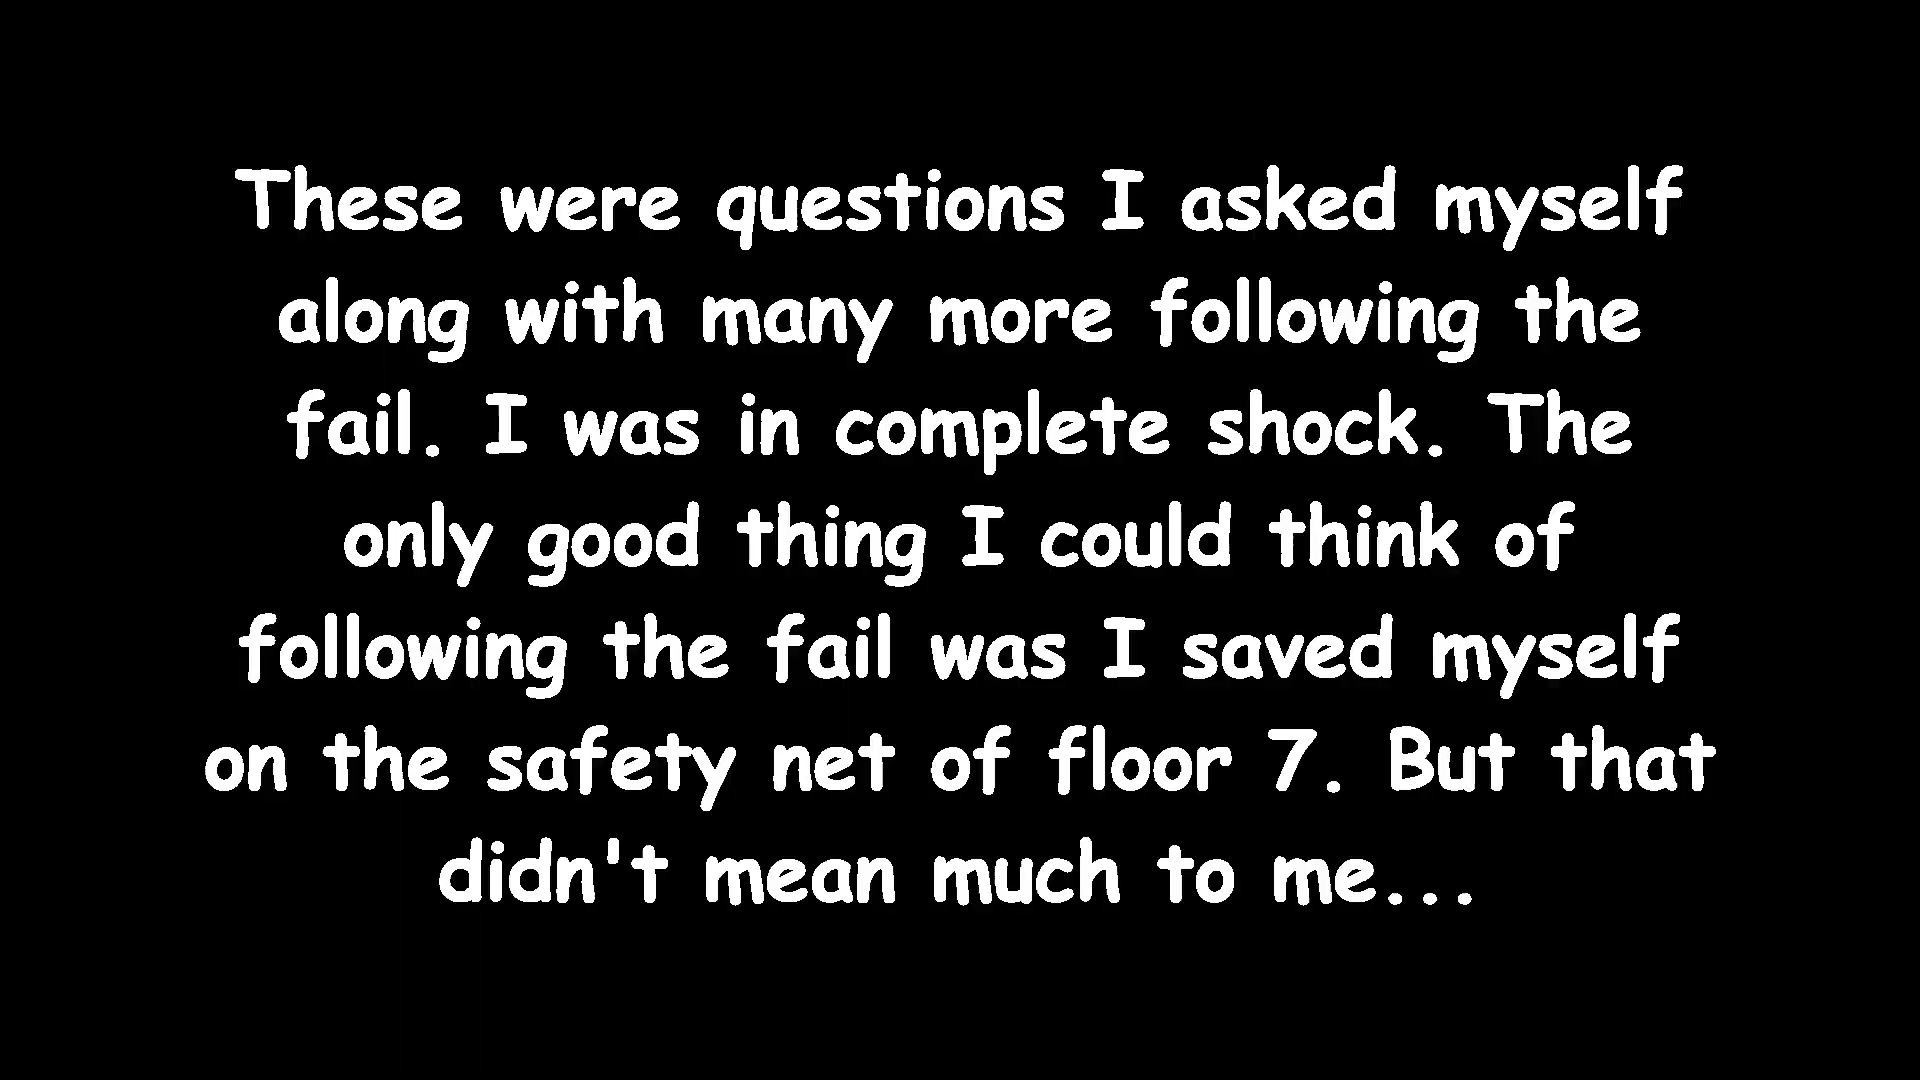 These were questions I asked myself
along with many more following the
fail. I was in complete shock. The
only good thing I could think of
following the fail was I saved myself
on the safety net of floor 7. But that
didn't mean much to me...